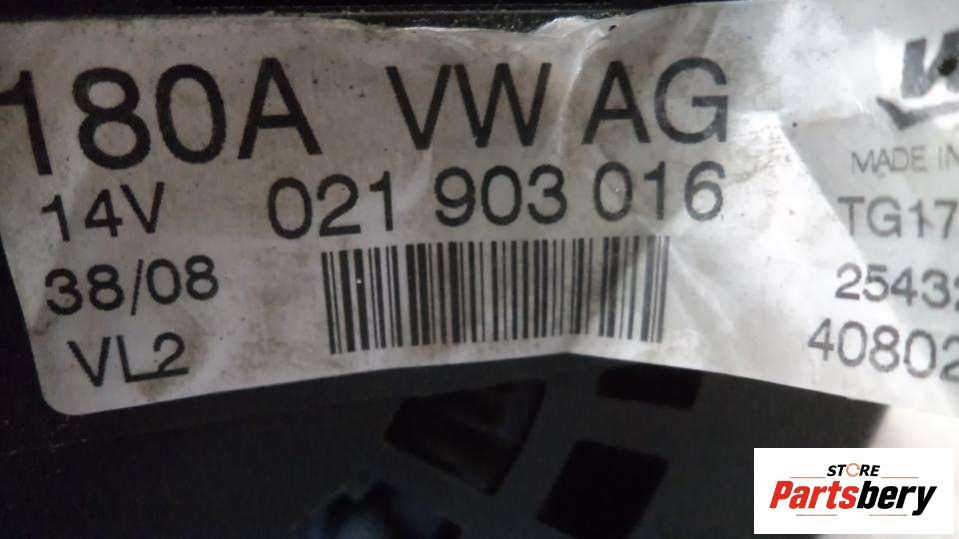 180A VW AG
14V 021 903 016
38/08
VL2
MADE IN
TG17
25432
40802
STORE
Partsbery